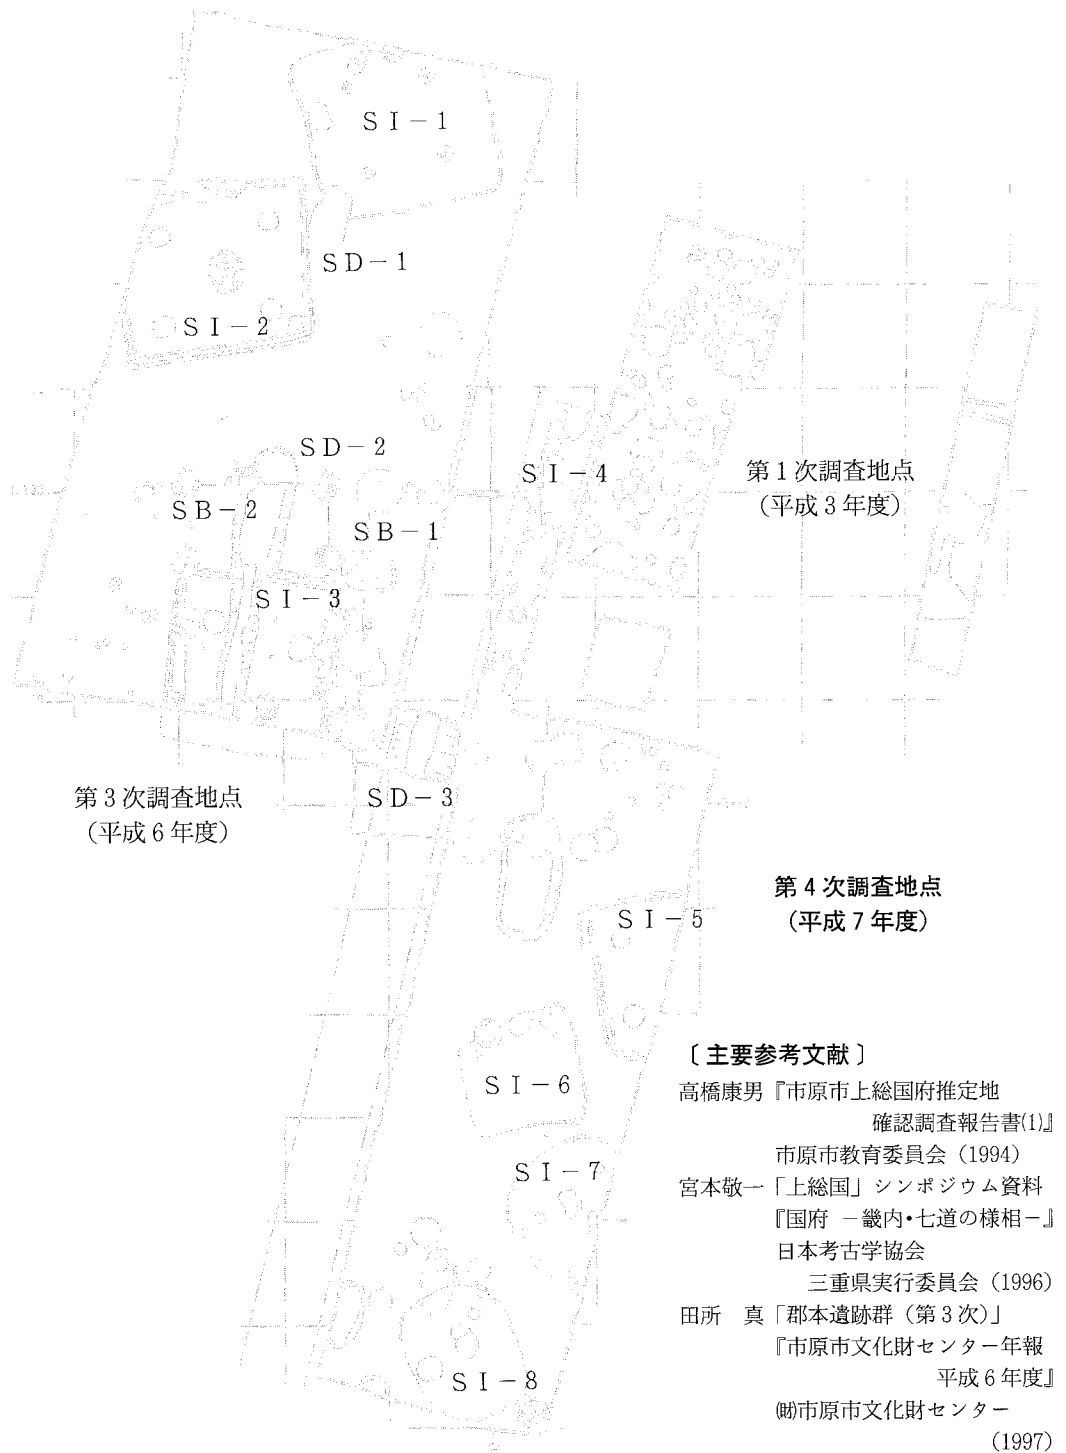 SI-1
SD-1
SI-2
SD-2
SI-4
第1次調査地点
(平成3年度)
SB-2
SB-1
SI-3
第3次調査地点
(平成6年度)
SD-3
第4次調査地点
(平成7年度)
SI-5
SI-6
SI-7
SI-8
〔主要参考文献〕
高橋康男『市原市上総国府推定地
確認調査報告書(1)』
市原市教育委員会(1994)
宮本敬一「上総国」シンポジウム資料
『国府 -畿内・七道の様相-』
日本考古学協会
三重県実行委員会(1996)
田所 真「郡本遺跡群(第3次)」
『市原市文化財センター年報
平成6年度』
㈶市原市文化財センター
(1997)